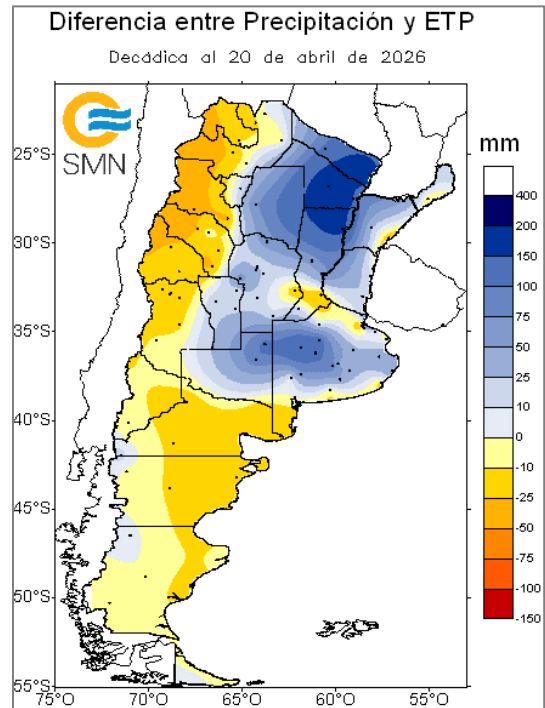 Diferencia entre Precipitación y ETP
Decádica al 20 de abril de 2026
SMN
mm
400
200
150
100
75
50
25
10
0
-10
-25
-50
-75
-100
-150
25°S
30°S
35°S
40°S
45°S
50°S
55°S
75°O 70°O 65°O 60°O 55°O